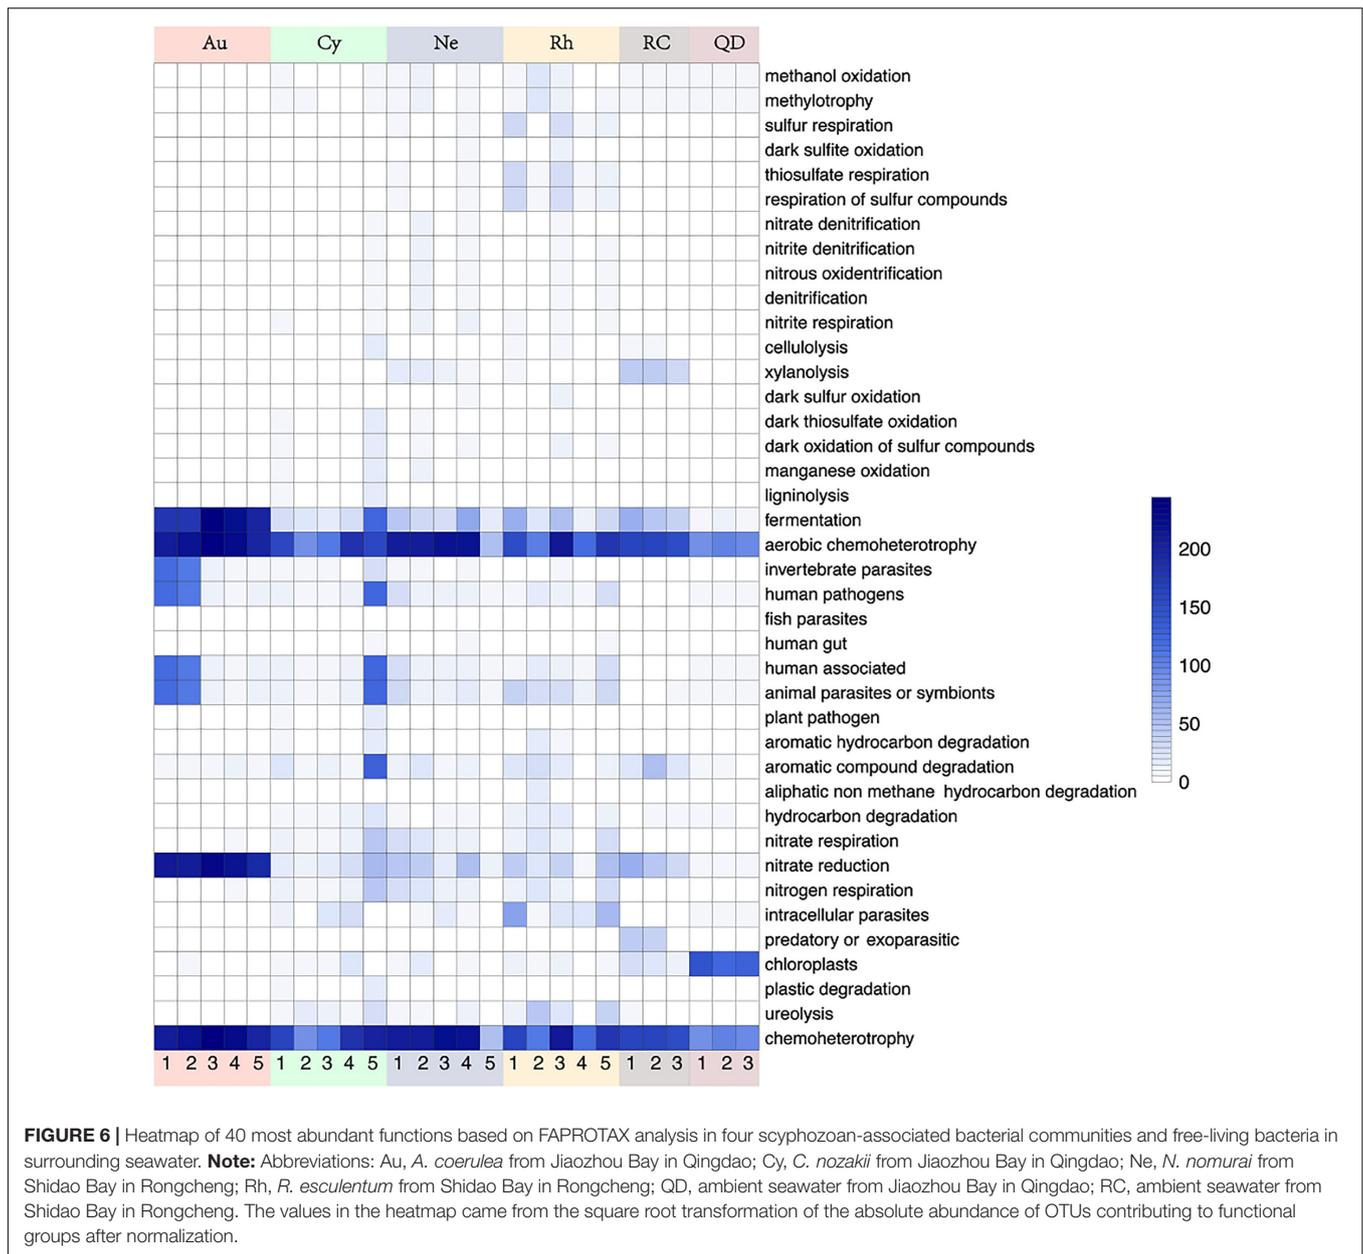 Au Cy Ne Rh RC QD
methanol oxidation
methylotrophy
sulfur respiration
dark sulfite oxidation
thiosulfate respiration
respiration of sulfur compounds
nitrate denitrification
nitrite denitrification
nitrous oxidentrification
denitrification
nitrite respiration
cellulolysis
xylanolysis
dark sulfur oxidation
dark thiosulfate oxidation
dark oxidation of sulfur compounds
manganese oxidation
ligninolysis
fermentation
aerobic chemoheterotrophy
invertebrate parasites
human pathogens
fish parasites
human gut
human associated
animal parasites or symbionts
plant pathogen
aromatic hydrocarbon degradation
aromatic compound degradation
aliphatic non methane hydrocarbon degradation
hydrocarbon degradation
nitrate respiration
nitrate reduction
nitrogen respiration
intracellular parasites
predatory or exoparasitic
chloroplasts
plastic degradation
ureolysis
chemoheterotrophy
200
150
100
50
0
1 2 3 4 5 1 2 3 4 5 1 2 3 4 5 1 2 3 4 5 1 2 3 1 2 3
FIGURE 6 | Heatmap of 40 most abundant functions based on FAPROTAX analysis in four scyphozoan-associated bacterial communities and free-living bacteria in
surrounding seawater. Note: Abbreviations: Au, A. coerulea from Jiaozhou Bay in Qingdao; Cy, C. nozakii from Jiaozhou Bay in Qingdao; Ne, N. nomurai from
Shidao Bay in Rongcheng; Rh, R. esculentum from Shidao Bay in Rongcheng; QD, ambient seawater from Jiaozhou Bay in Qingdao; RC, ambient seawater from
Shidao Bay in Rongcheng. The values in the heatmap came from the square root transformation of the absolute abundance of OTUs contributing to functional
groups after normalization.